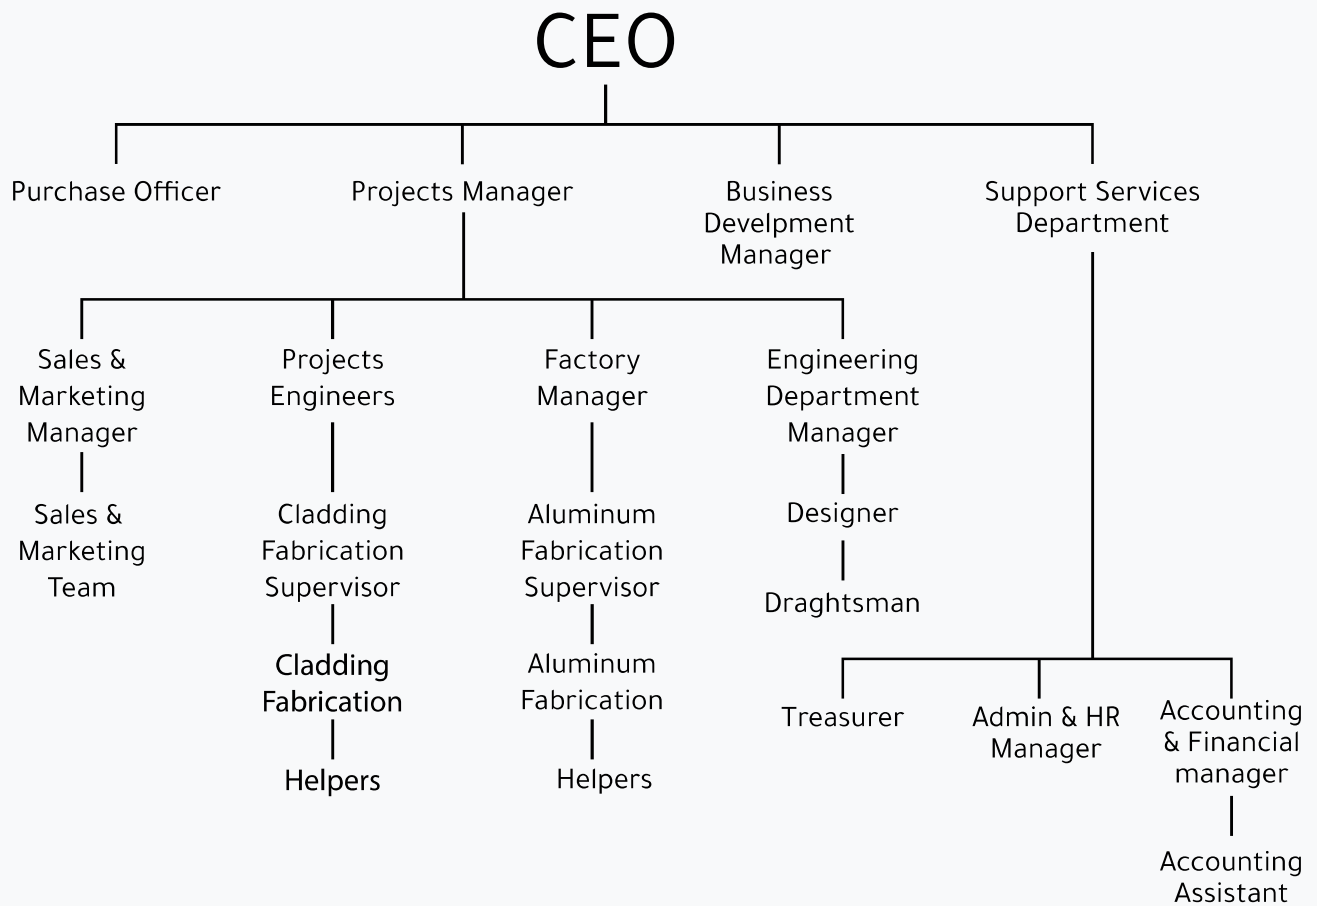 CEO
Purchase Officer
Projects Manager
Business
Develpment
Manager
Support Services
Department
Sales &
Marketing
Manager
Projects
Engineers
Factory
Manager
Engineering
Department
Manager
Sales &
Marketing
Team
Cladding
Fabrication
Supervisor
Aluminum
Fabrication
Supervisor
Designer
Draghtsman
Cladding
Fabrication
Aluminum
Fabrication
Helpers
Helpers
Treasurer
Admin & HR
Manager
Accounting
& Financial
manager
Accounting
Assistant